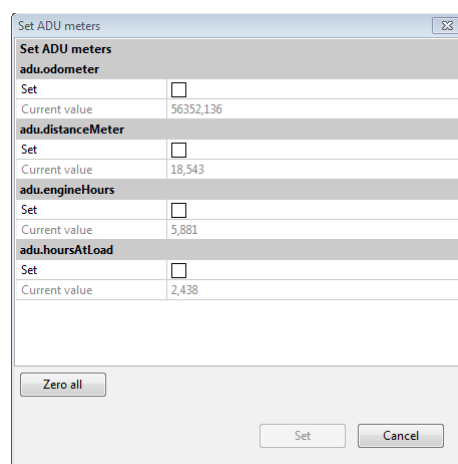 Set ADU meters
Set ADU meters
adu.odometer
Set
Current value 56352,136
adu.distanceMeter
Set
Current value 18,543
adu.engineHours
Set
Current value 5,881
adu.hoursAtLoad
Set
Current value 2,438
Zero all
Set Cancel